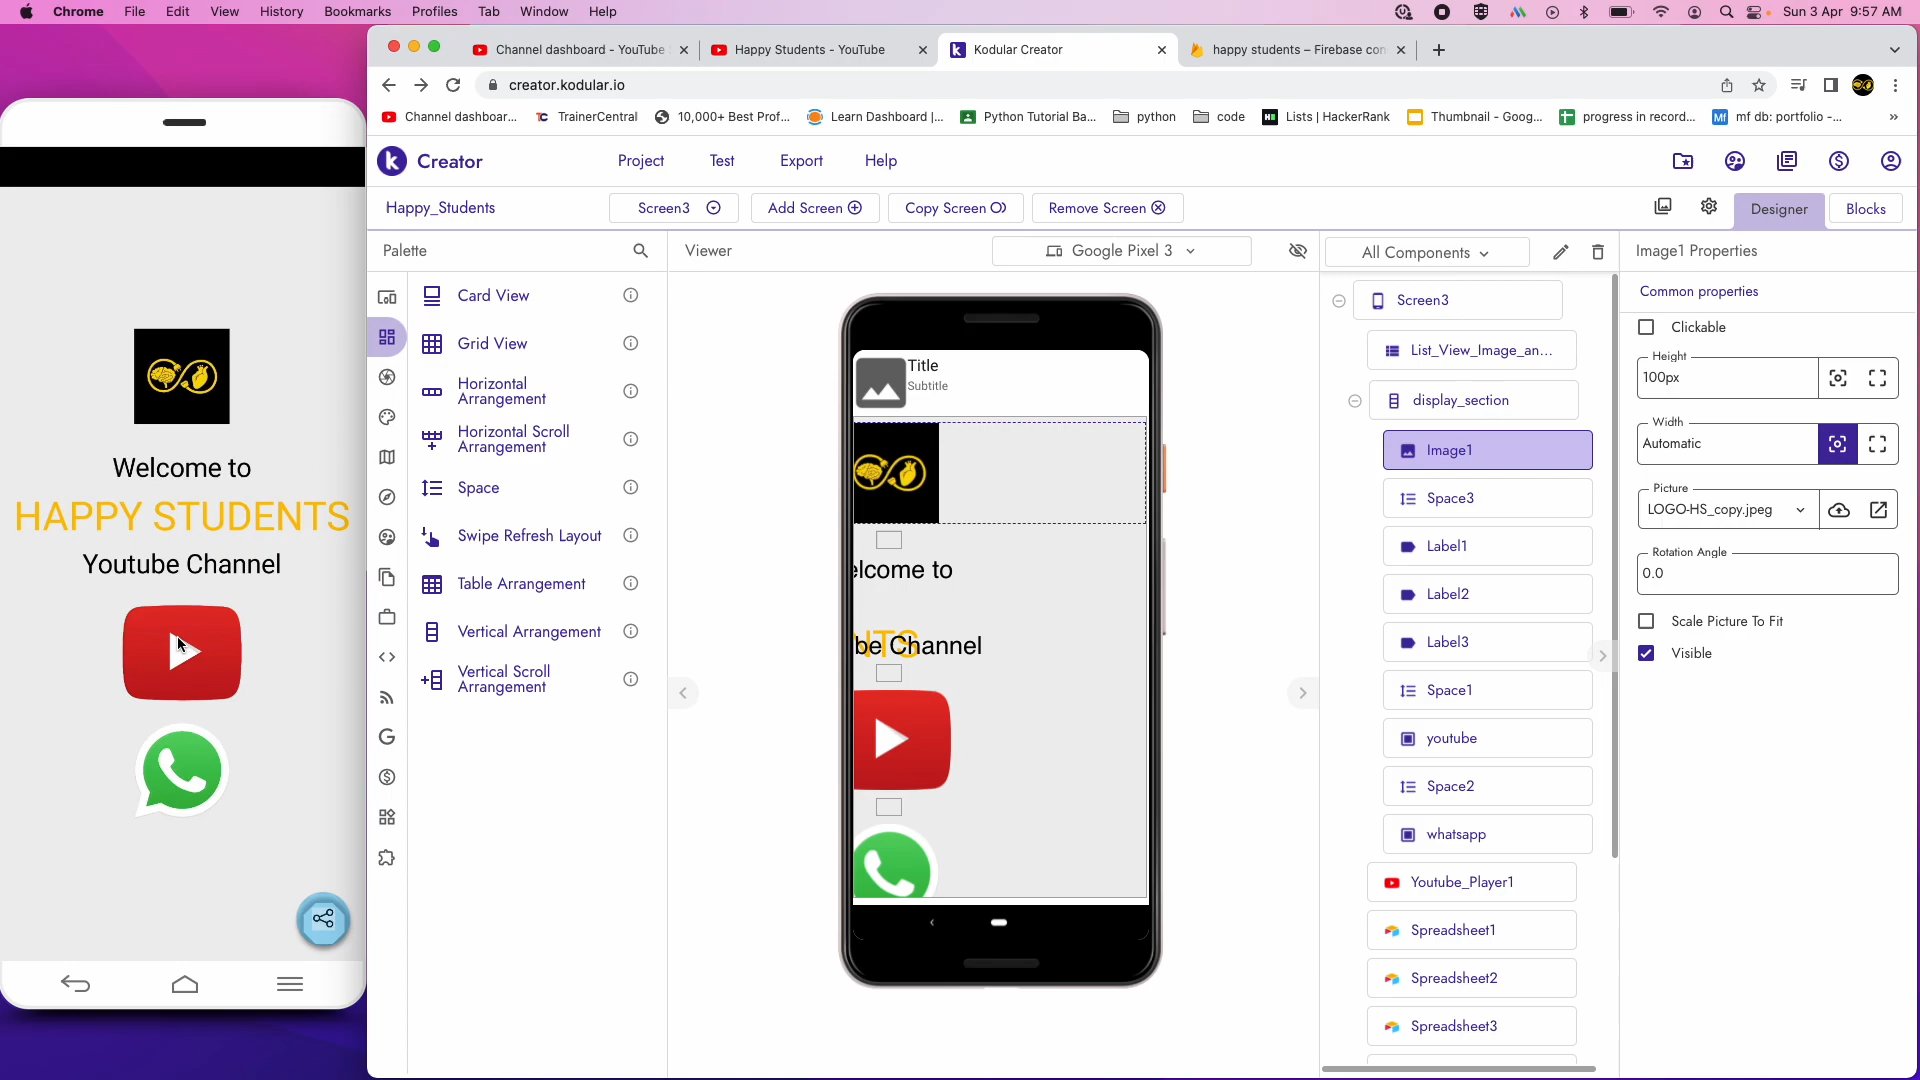 Chrome File Edit View History Bookmarks Profiles Tab Window Help Sun 3 Apr 9:57 AM
Channel dashboard - YouTube Happy Students - YouTube Kodular Creator happy students – Firebase con
creator.kodular.io
Channel dashboar... TrainerCentral 10,000+ Best Prof... Learn Dashboard |... Python Tutorial Ba... python code Lists | HackerRank Thumbnail - Goog... progress in record... mf db: portfolio -... »
Creator Project Test Export Help
Happy_Students Screen3 Add Screen Copy Screen Remove Screen Designer Blocks
Palette Viewer Google Pixel 3 All Components Image1 Properties
Card View
Grid View
Horizontal
Arrangement
Horizontal Scroll
Arrangement
Space
Swipe Refresh Layout
Table Arrangement
Vertical Arrangement
Vertical Scroll
Arrangement
Welcome to
HAPPY STUDENTS
Youtube Channel
Title
Subtitle
elcome to
NTS
be Channel
Screen3
List_View_Image_an...
display_section
Image1
Space3
Label1
Label2
Label3
Space1
youtube
Space2
whatsapp
Youtube_Player1
Spreadsheet1
Spreadsheet2
Spreadsheet3
Common properties
Clickable
Height
100px
Width
Automatic
Picture
LOGO-HS_copy.jpeg
Rotation Angle
0.0
Scale Picture To Fit
Visible